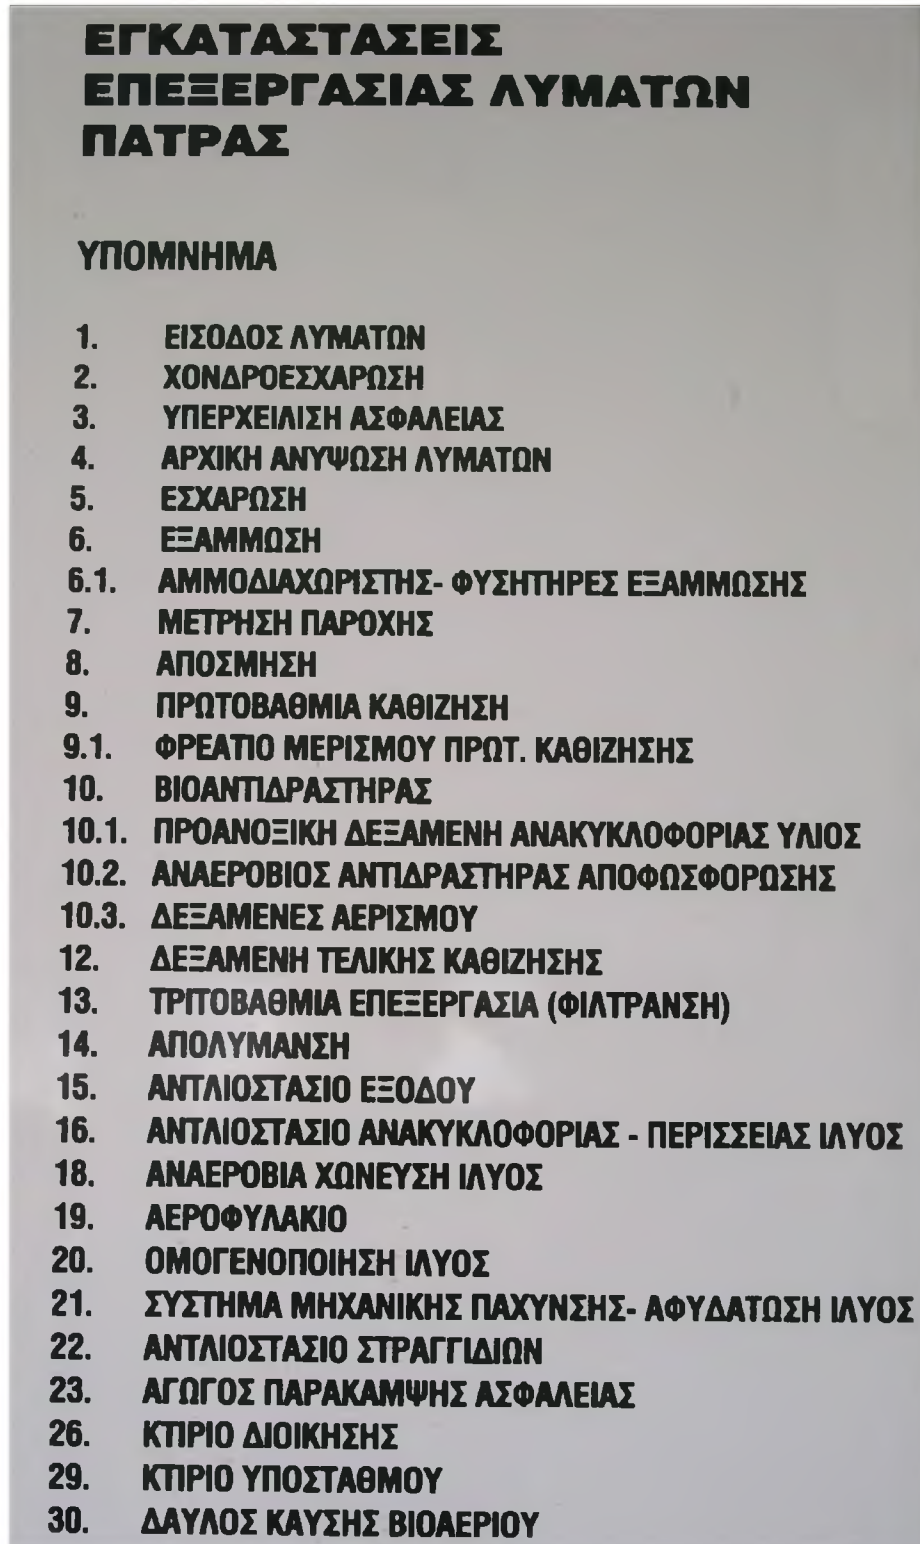 ΕΓΚΑΤΑΣΤΑΣΕΙΣ
ΕΠΕΞΕΡΓΑΣΙΑΣ ΛΥΜΑΤΩΝ
ΠΑΤΡΑΣ
ΥΠΟΜΝΗΜΑ
1. ΕΙΣΟΔΟΣ ΛΥΜΑΤΩΝ
2. ΧΟΝΔΡΟΕΣΧΑΡΩΣΗ
3. ΥΠΕΡΧΕΙΛΙΣΗ ΑΣΦΑΛΕΙΑΣ
4. ΑΡΧΙΚΗ ΑΝΥΨΩΣΗ ΛΥΜΑΤΩΝ
5. ΕΣΧΑΡΩΣΗ
6. ΕΞΑΜΜΩΣΗ
6.1. ΑΜΜΟΔΙΑΧΩΡΙΣΤΗΣ- ΦΥΣΗΤΗΡΕΣ ΕΞΑΜΜΩΣΗΣ
7. ΜΕΤΡΗΣΗ ΠΑΡΟΧΗΣ
8. ΑΠΟΣΜΗΣΗ
9. ΠΡΩΤΟΒΑΘΜΙΑ ΚΑΘΙΖΗΣΗ
9.1. ΦΡΕΑΤΙΟ ΜΕΡΙΣΜΟΥ ΠΡΩΤ. ΚΑΘΙΖΗΣΗΣ
10. ΒΙΟΑΝΤΙΔΡΑΣΤΗΡΑΣ
10.1. ΠΡΟΑΝΟΞΙΚΗ ΔΕΞΑΜΕΝΗ ΑΝΑΚΥΚΛΟΦΟΡΙΑΣ ΥΛΙΟΣ
10.2. ΑΝΑΕΡΟΒΙΟΣ ΑΝΤΙΔΡΑΣΤΗΡΑΣ ΑΠΟΦΩΣΦΟΡΩΣΗΣ
10.3. ΔΕΞΑΜΕΝΕΣ ΑΕΡΙΣΜΟΥ
12. ΔΕΞΑΜΕΝΗ ΤΕΛΙΚΗΣ ΚΑΘΙΖΗΣΗΣ
13. ΤΡΙΤΟΒΑΘΜΙΑ ΕΠΕΞΕΡΓΑΣΙΑ (ΦΙΛΤΡΑΝΣΗ)
14. ΑΠΟΛΥΜΑΝΣΗ
15. ΑΝΤΛΙΟΣΤΑΣΙΟ ΕΞΟΔΟΥ
16. ΑΝΤΛΙΟΣΤΑΣΙΟ ΑΝΑΚΥΚΛΟΦΟΡΙΑΣ - ΠΕΡΙΣΣΕΙΑΣ ΙΛΥΟΣ
18. ΑΝΑΕΡΟΒΙΑ ΧΩΝΕΥΣΗ ΙΛΥΟΣ
19. ΑΕΡΟΦΥΛΑΚΙΟ
20. ΟΜΟΓΕΝΟΠΟΙΗΣΗ ΙΛΥΟΣ
21. ΣΥΣΤΗΜΑ ΜΗΧΑΝΙΚΗΣ ΠΑΧΥΝΣΗΣ- ΑΦΥΔΑΤΩΣΗ ΙΛΥΟΣ
22. ΑΝΤΛΙΟΣΤΑΣΙΟ ΣΤΡΑΓΓΙΔΙΩΝ
23. ΑΓΩΓΟΣ ΠΑΡΑΚΑΜΨΗΣ ΑΣΦΑΛΕΙΑΣ
26. ΚΤΙΡΙΟ ΔΙΟΙΚΗΣΗΣ
29. ΚΤΙΡΙΟ ΥΠΟΣΤΑΘΜΟΥ
30. ΔΑΥΛΟΣ ΚΑΥΣΗΣ ΒΙΟΑΕΡΙΟΥ